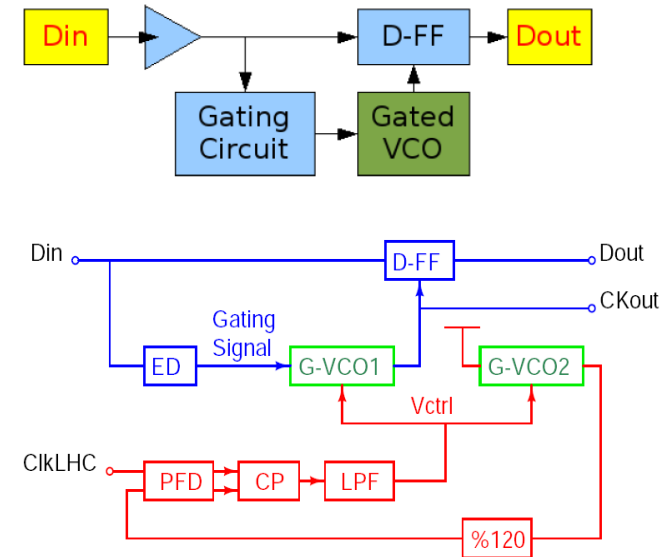 Din
D-FF
Dout
Gating
Circuit
Gated
VCO
Din
D-FF
Dout
CKout
Gating
Signal
ED
G-VCO1
G-VCO2
Vctrl
ClkLHC
PFD
CP
LPF
%120